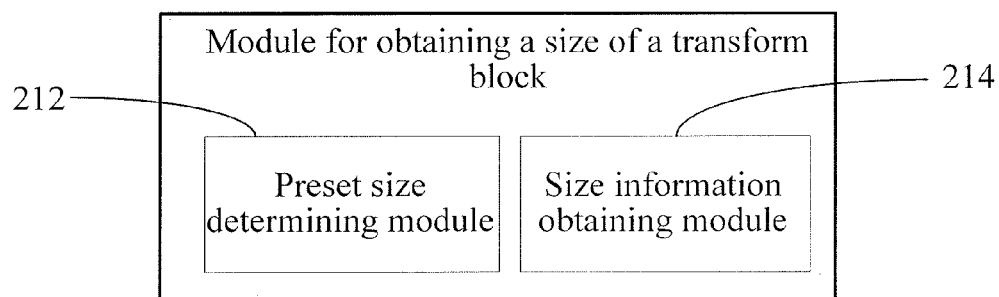 Module for obtaining a size of a transform
block
212
214
Preset size
determining module
Size information
obtaining module